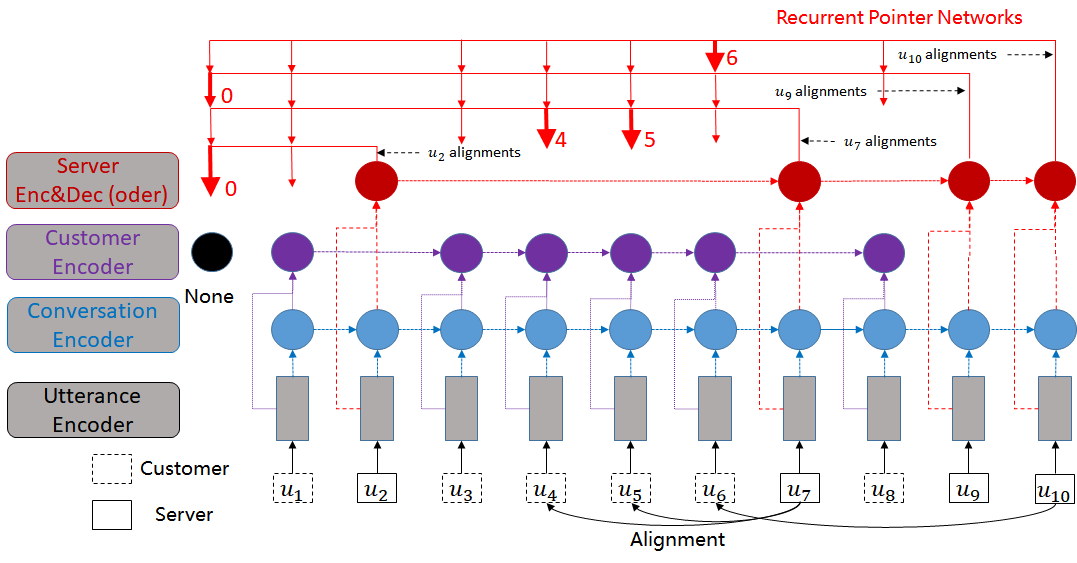 Recurrent Pointer Networks
6
u10 alignments
0
u9 alignments
4
5
u2 alignments
u7 alignments
0
Server
Enc&Dec (oder)
Customer
Encoder
None
Conversation
Encoder
Utterance
Encoder
Customer
Server
u1
u2
u3
u4
u5
u6
u7
u8
u9
u10
Alignment